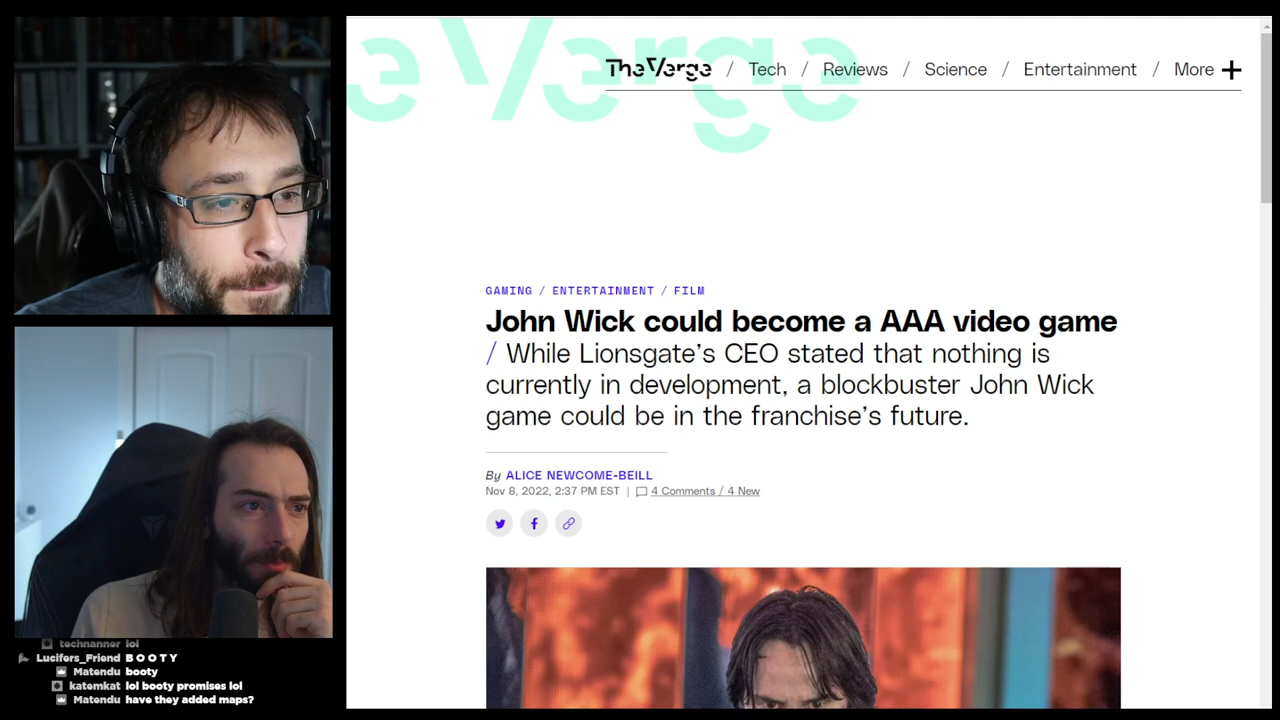 e Verge
The Verge / Tech / Reviews / Science / Entertainment / More
GAMING / ENTERTAINMENT / FILM
John Wick could become a AAA video game
/ While Lionsgate’s CEO stated that nothing is
currently in development, a blockbuster John Wick
game could be in the franchise’s future.
By ALICE NEWCOME-BEILL
Nov 8, 2022, 2:37 PM EST | 4 Comments / 4 New
technanner lol
Lucifers_Friend B O O T Y
Matendu booty
katemkat lol booty promises lol
Matendu have they added maps?